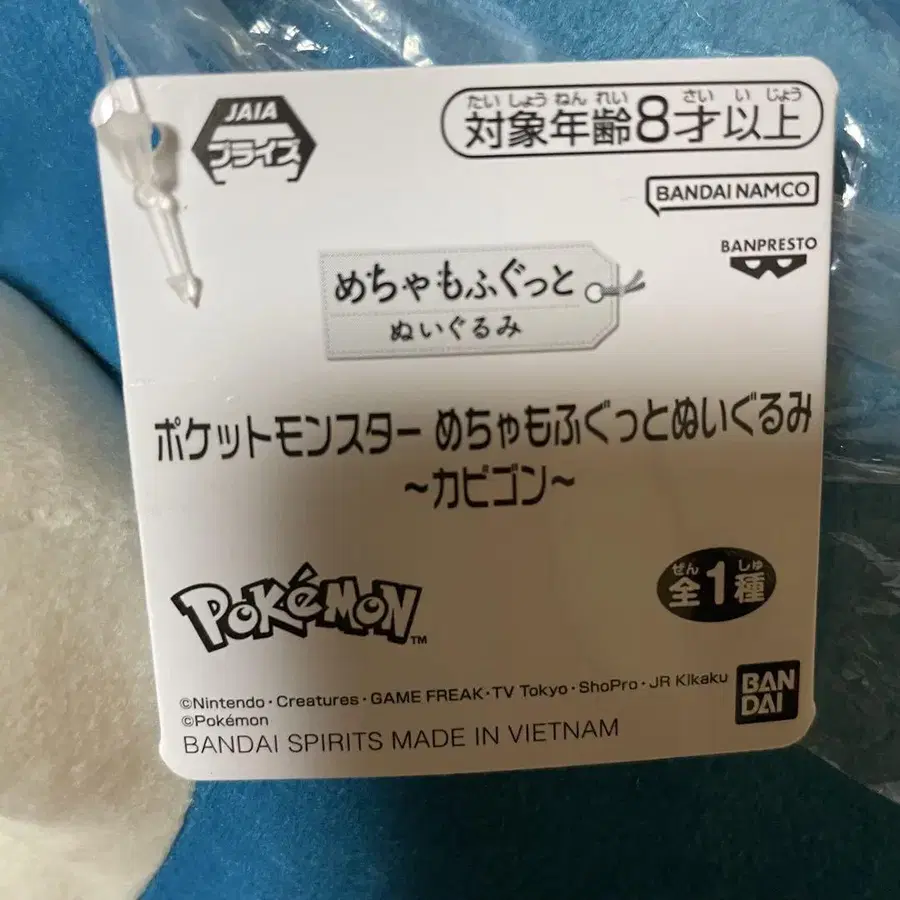 JAIA
プライズ
たいしょうねんれい さい いじょう
対象年齢8才以上
BANDAI NAMCO
BANPRESTO
めちゃもふぐっと
ぬいぐるみ
ポケットモンスター めちゃもふぐっとぬいぐるみ
~カビゴン~
ぜん しゅ
全1種
POKéMON™
©Nintendo・Creatures・GAME FREAK・TV Tokyo・ShoPro・JR Kikaku
©Pokémon
BANDAI SPIRITS MADE IN VIETNAM
BAN
DAI